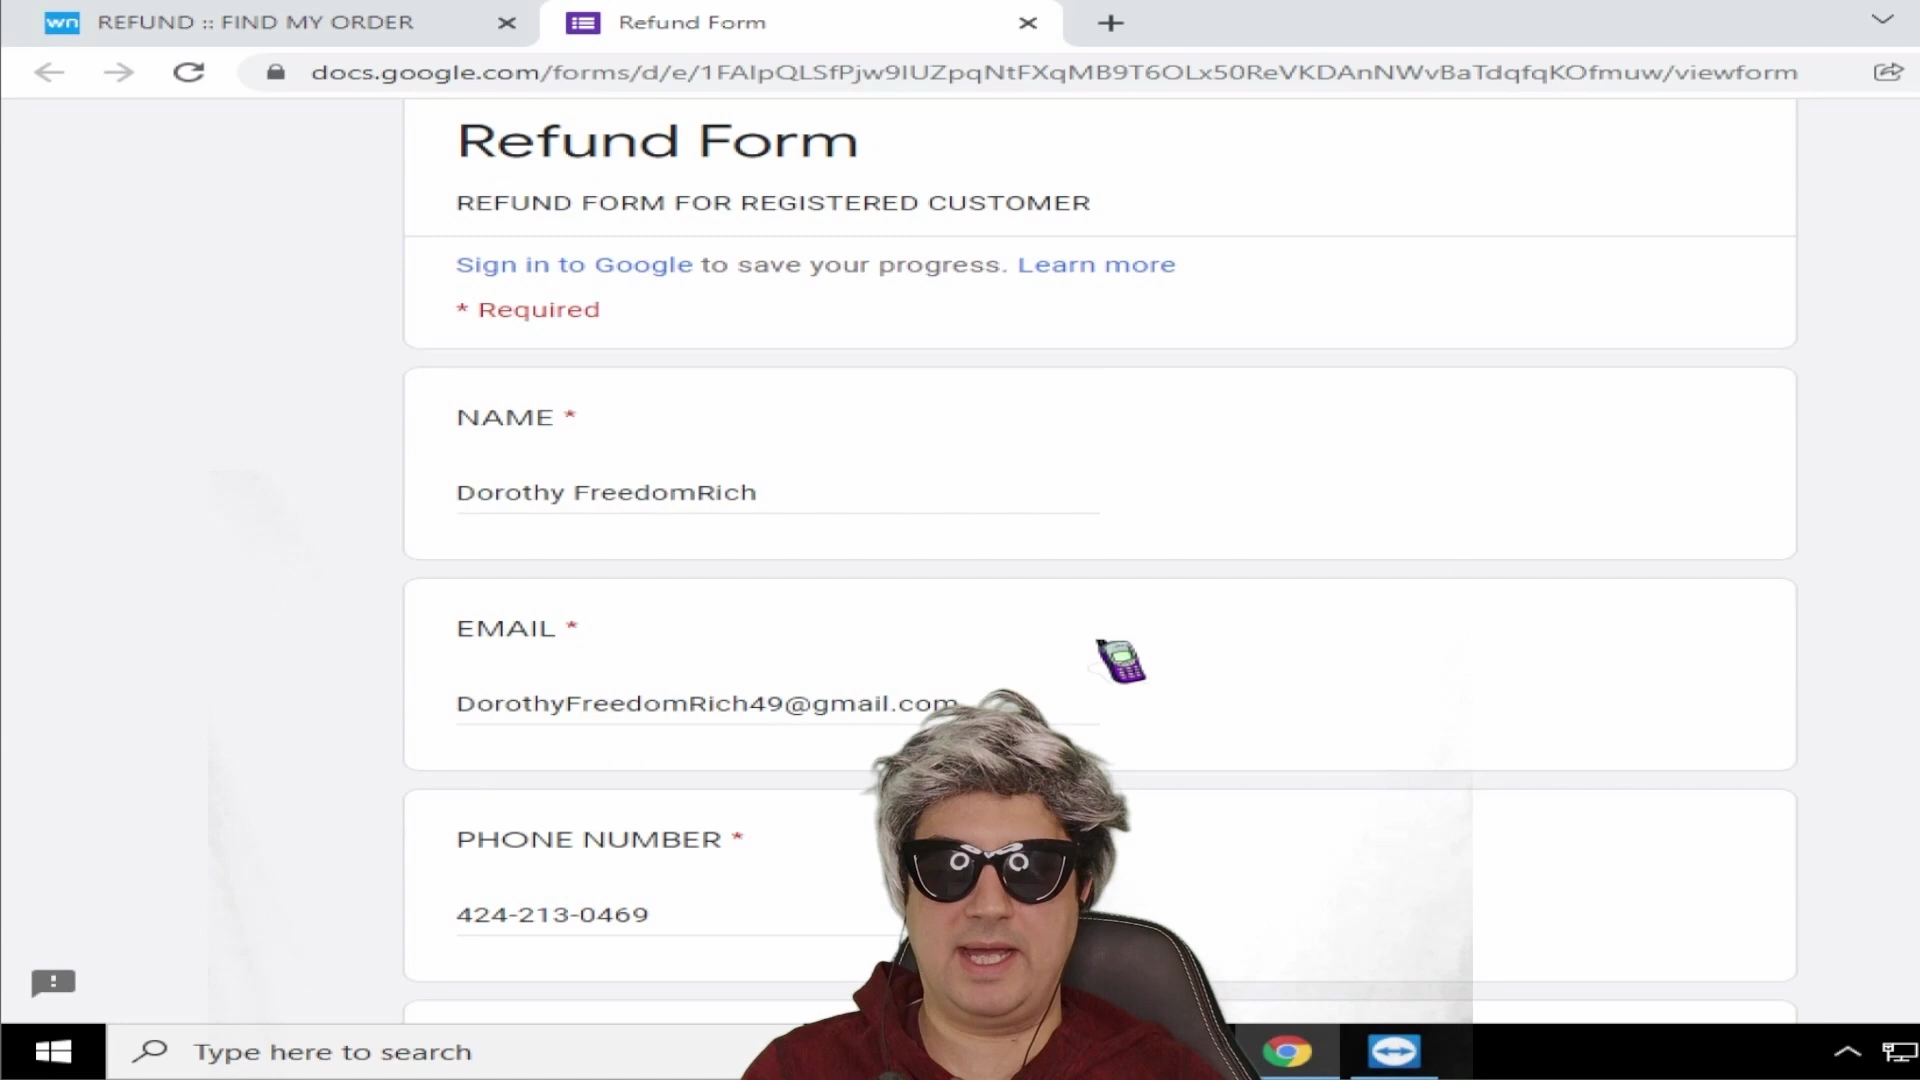 wn REFUND :: FIND MY ORDER
Refund Form
docs.google.com/forms/d/e/1FAIpQLSfPjw9IUZpqNtFXqMB9T6OLx50ReVKDAnNWvBaTdqfqKOfmuw/viewform
Refund Form
REFUND FORM FOR REGISTERED CUSTOMER
Sign in to Google to save your progress. Learn more
* Required
NAME *
Dorothy FreedomRich
EMAIL *
DorothyFreedomRich49@gmail.com
PHONE NUMBER *
424-213-0469
Type here to search